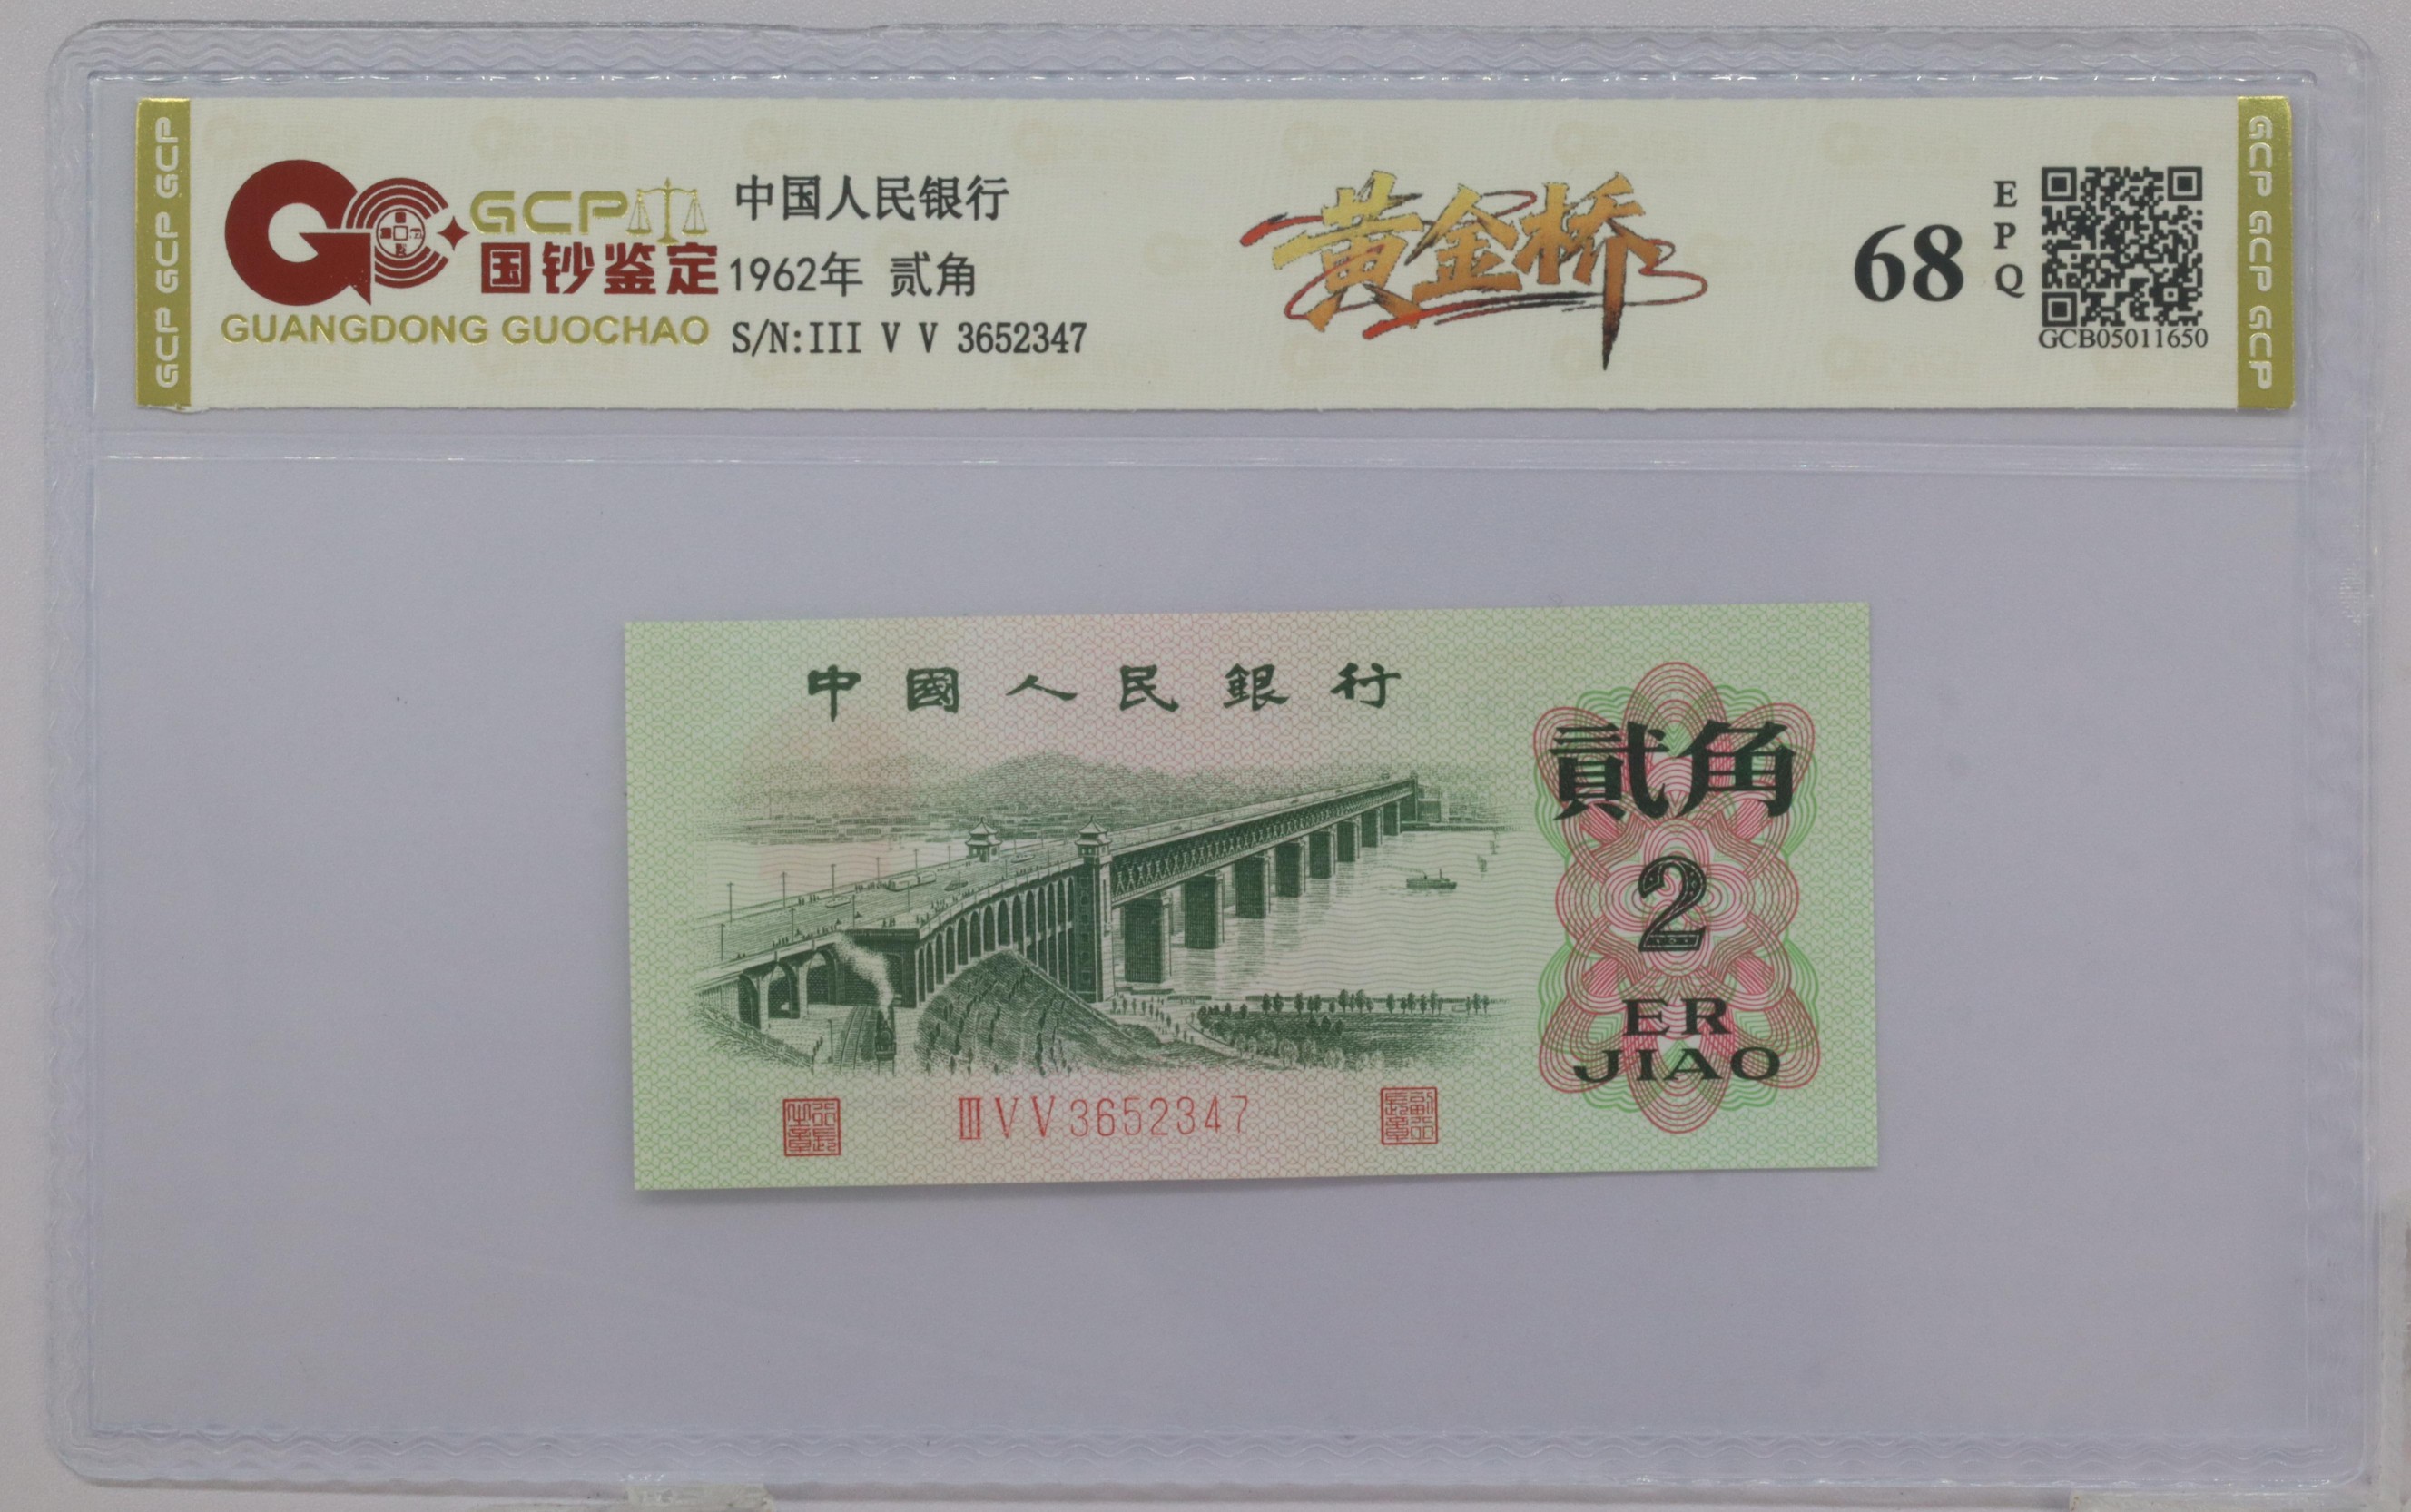 GCP GCP GCP
GCP
国钞鉴定
GUANGDONG GUOCHAO
中国人民银行
1962年 贰角
S/N:III V V 3652347
黄金桥
68
EPQ
GCB05011650
GCP GCP GCP
中國人民銀行
貳角
2
ER
JIAO
III V V 3652347